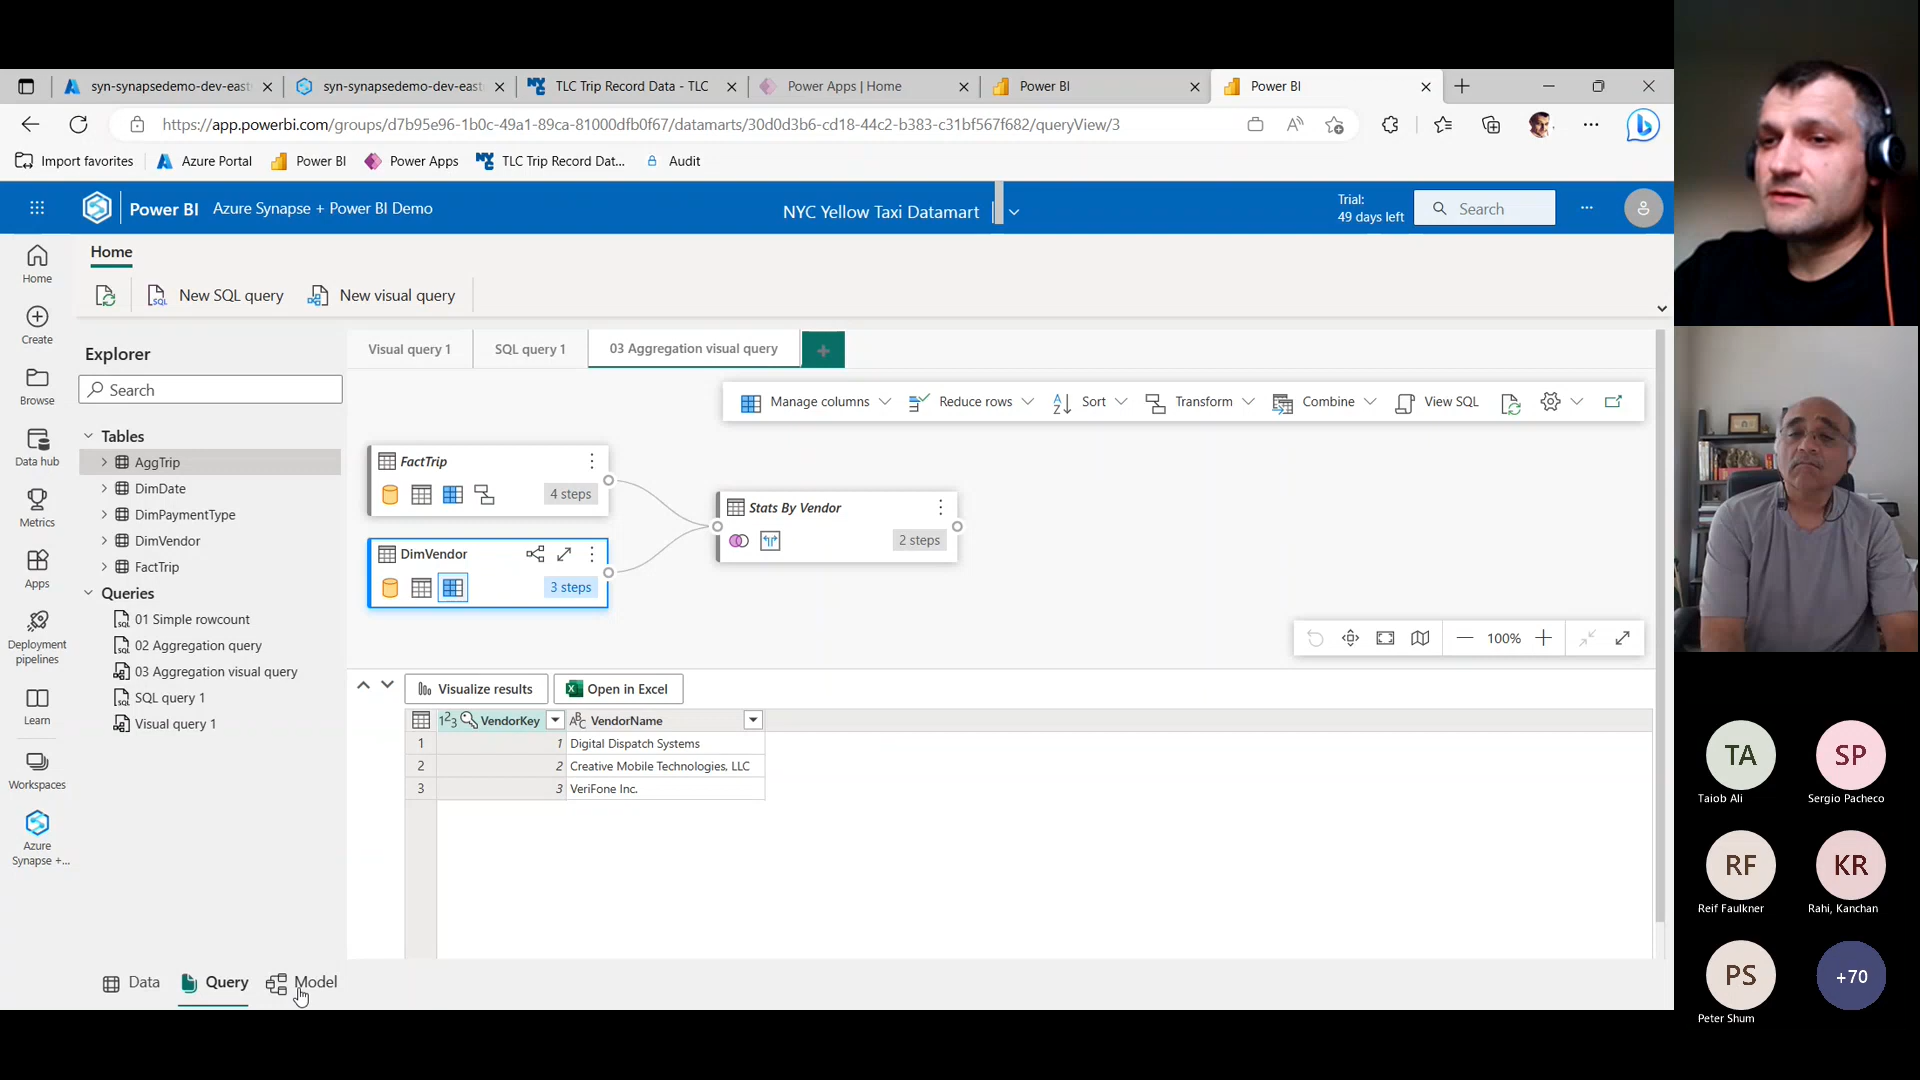 syn-synapsedemo-dev-east
syn-synapsedemo-dev-east
TLC Trip Record Data - TLC
Power Apps | Home
Power BI
Power BI
https://app.powerbi.com/groups/d7b95e96-1b0c-49a1-89ca-81000dfb0f67/datamarts/30d0d3b6-cd18-44c2-b383-c31bf567f682/queryView/3
Import favorites
Azure Portal
Power BI
Power Apps
TLC Trip Record Dat...
Audit
Power BI
Azure Synapse + Power BI Demo
NYC Yellow Taxi Datamart
Trial:
49 days left
Search
Home
New SQL query
New visual query
Home
Create
Browse
Data hub
Metrics
Apps
Deployment
pipelines
Learn
Workspaces
Azure
Synapse +...
Explorer
Search
Tables
AggTrip
DimDate
DimPaymentType
DimVendor
FactTrip
Queries
01 Simple rowcount
02 Aggregation query
03 Aggregation visual query
SQL query 1
Visual query 1
Visual query 1
SQL query 1
03 Aggregation visual query
Manage columns
Reduce rows
Sort
Transform
Combine
View SQL
FactTrip
4 steps
DimVendor
3 steps
Stats By Vendor
2 steps
100%
Visualize results
Open in Excel
VendorKey
VendorName
1 1 Digital Dispatch Systems
2 2 Creative Mobile Technologies, LLC
3 3 VeriFone Inc.
Data
Query
Model
TA
Taiob Ali
SP
Sergio Pacheco
RF
Reif Faulkner
KR
Rahi, Kanchan
PS
Peter Shum
+70